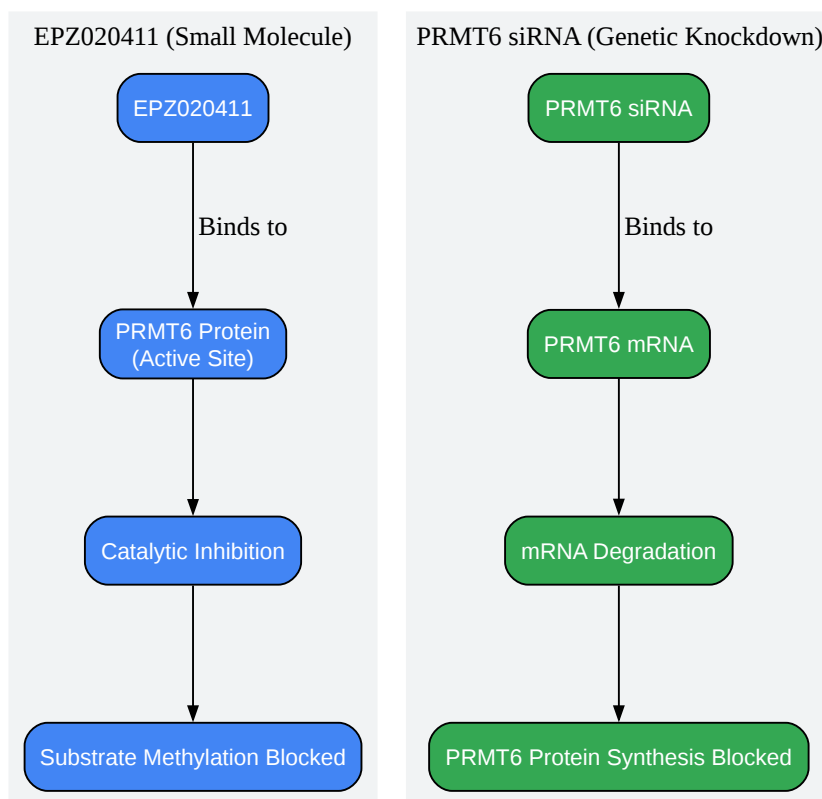 EPZ020411 (Small Molecule)
EPZ020411
Binds to
PRMT6 Protein
(Active Site)
Catalytic Inhibition
Substrate Methylation Blocked
PRMT6 siRNA (Genetic Knockdown)
PRMT6 siRNA
Binds to
PRMT6 mRNA
mRNA Degradation
PRMT6 Protein Synthesis Blocked